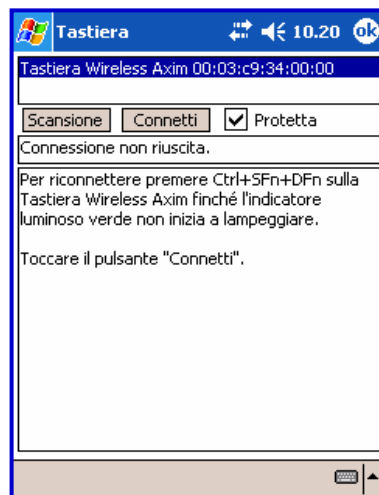 Tastiera 10.20 ok
Tastiera Wireless Axim 00:03:c9:34:00:00
Scansione Connetti Protetta
Connessione non riuscita.
Per riconnettere premere Ctrl+SFn+DFn sulla
Tastiera Wireless Axim finché l'indicatore
luminoso verde non inizia a lampeggiare.
Toccare il pulsante "Connetti".